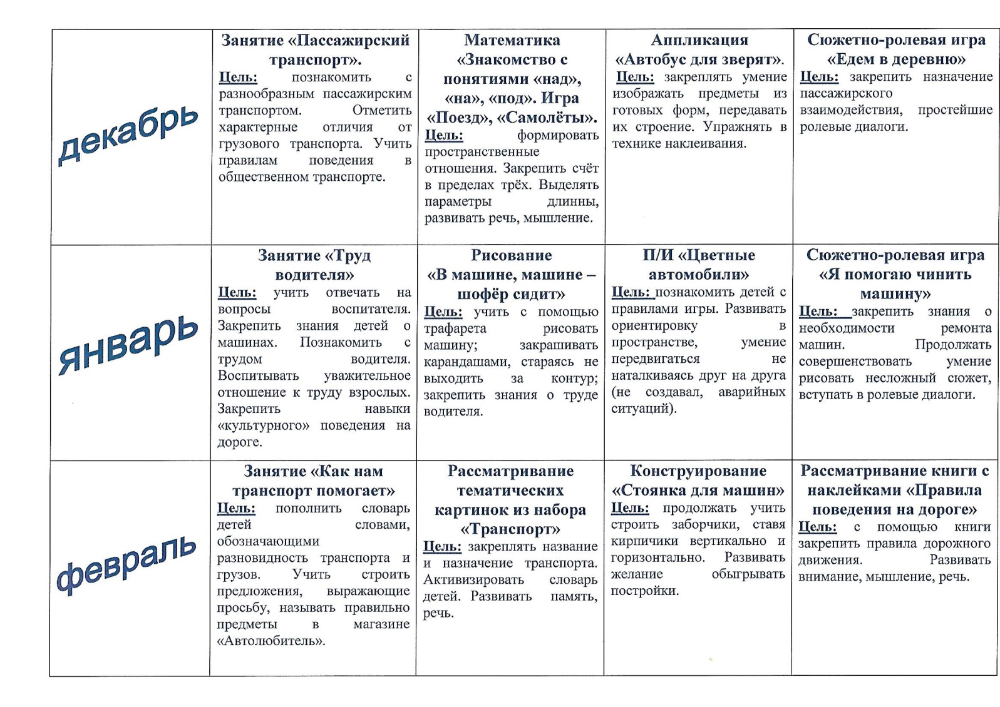 декабрь
Занятие «Пассажирский
транспорт».
Цель: познакомить с
разнообразным пассажирским
транспортом. Отметить
характерные отличия от
грузового транспорта. Учить
правилам поведения в
общественном транспорте.
Математика
«Знакомство с
понятиями «над»,
«на», «под». Игра
«Поезд», «Самолёты».
Цель: формировать
пространственные
отношения. Закрепить счёт
в пределах трёх. Выделять
параметры длинны,
развивать речь, мышление.
Аппликация
«Автобус для зверят».
Цель: закреплять умение
изображать предметы из
готовых форм, передавать
их строение. Упражнять в
технике наклеивания.
Сюжетно-ролевая игра
«Едем в деревню»
Цель: закрепить назначение
пассажирского
взаимодействия, простейшие
ролевые диалоги.
январь
Занятие «Труд
водителя»
Цель: учить отвечать на
вопросы воспитателя.
Закрепить знания детей о
машинах. Познакомить с
трудом водителя.
Воспитывать уважительное
отношение к труду взрослых.
Закрепить навыки
«культурного» поведения на
дороге.
Рисование
«В машине, машине –
шофёр сидит»
Цель: учить с помощью
трафарета рисовать
машину; закрашивать
карандашами, стараясь не
выходить за контур;
закрепить знания о труде
водителя.
П/И «Цветные
автомобили»
Цель: познакомить детей с
правилами игры. Развивать
ориентировку в
пространстве, умение
передвигаться не
наталкиваясь друг на друга
(не создавал, аварийных
ситуаций).
Сюжетно-ролевая игра
«Я помогаю чинить
машину»
Цель: закрепить знания о
необходимости ремонта
машин. Продолжать
совершенствовать умение
рисовать несложный сюжет,
вступать в ролевые диалоги.
февраль
Занятие «Как нам
транспорт помогает»
Цель: пополнить словарь
детей словами,
обозначающими
разновидность транспорта и
грузов. Учить строить
предложения, выражающие
просьбу, называть правильно
предметы в магазине
«Автолюбитель».
Рассматривание
тематических
картинок из набора
«Транспорт»
Цель: закреплять название
и назначение транспорта.
Активизировать словарь
детей. Развивать память,
речь.
Конструирование
«Стоянка для машин»
Цель: продолжать учить
строить заборчики, ставя
кирпичики вертикально и
горизонтально. Развивать
желание обыгрывать
постройки.
Рассматривание книги с
наклейками «Правила
поведения на дороге»
Цель: с помощью книги
закрепить правила дорожного
движения. Развивать
внимание, мышление, речь.